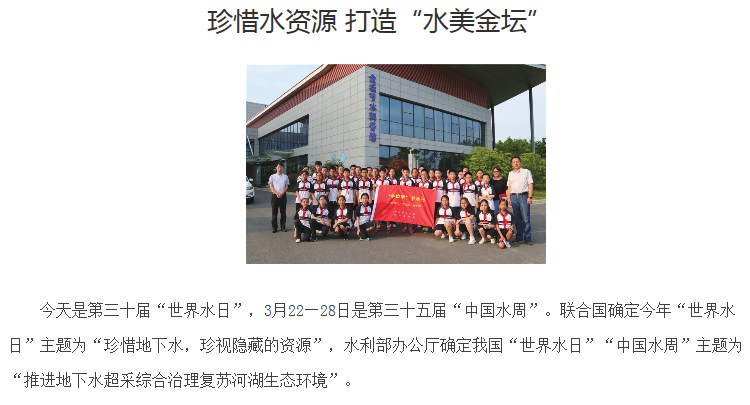 珍惜水资源 打造“水美金坛”
今天是第三十届“世界水日”，3月22—28日是第三十五届“中国水周”。联合国确定今年“世界水
日”主题为“珍惜地下水，珍视隐藏的资源”，水利部办公厅确定我国“世界水日”“中国水周”主题为
“推进地下水超采综合治理复苏河湖生态环境”。